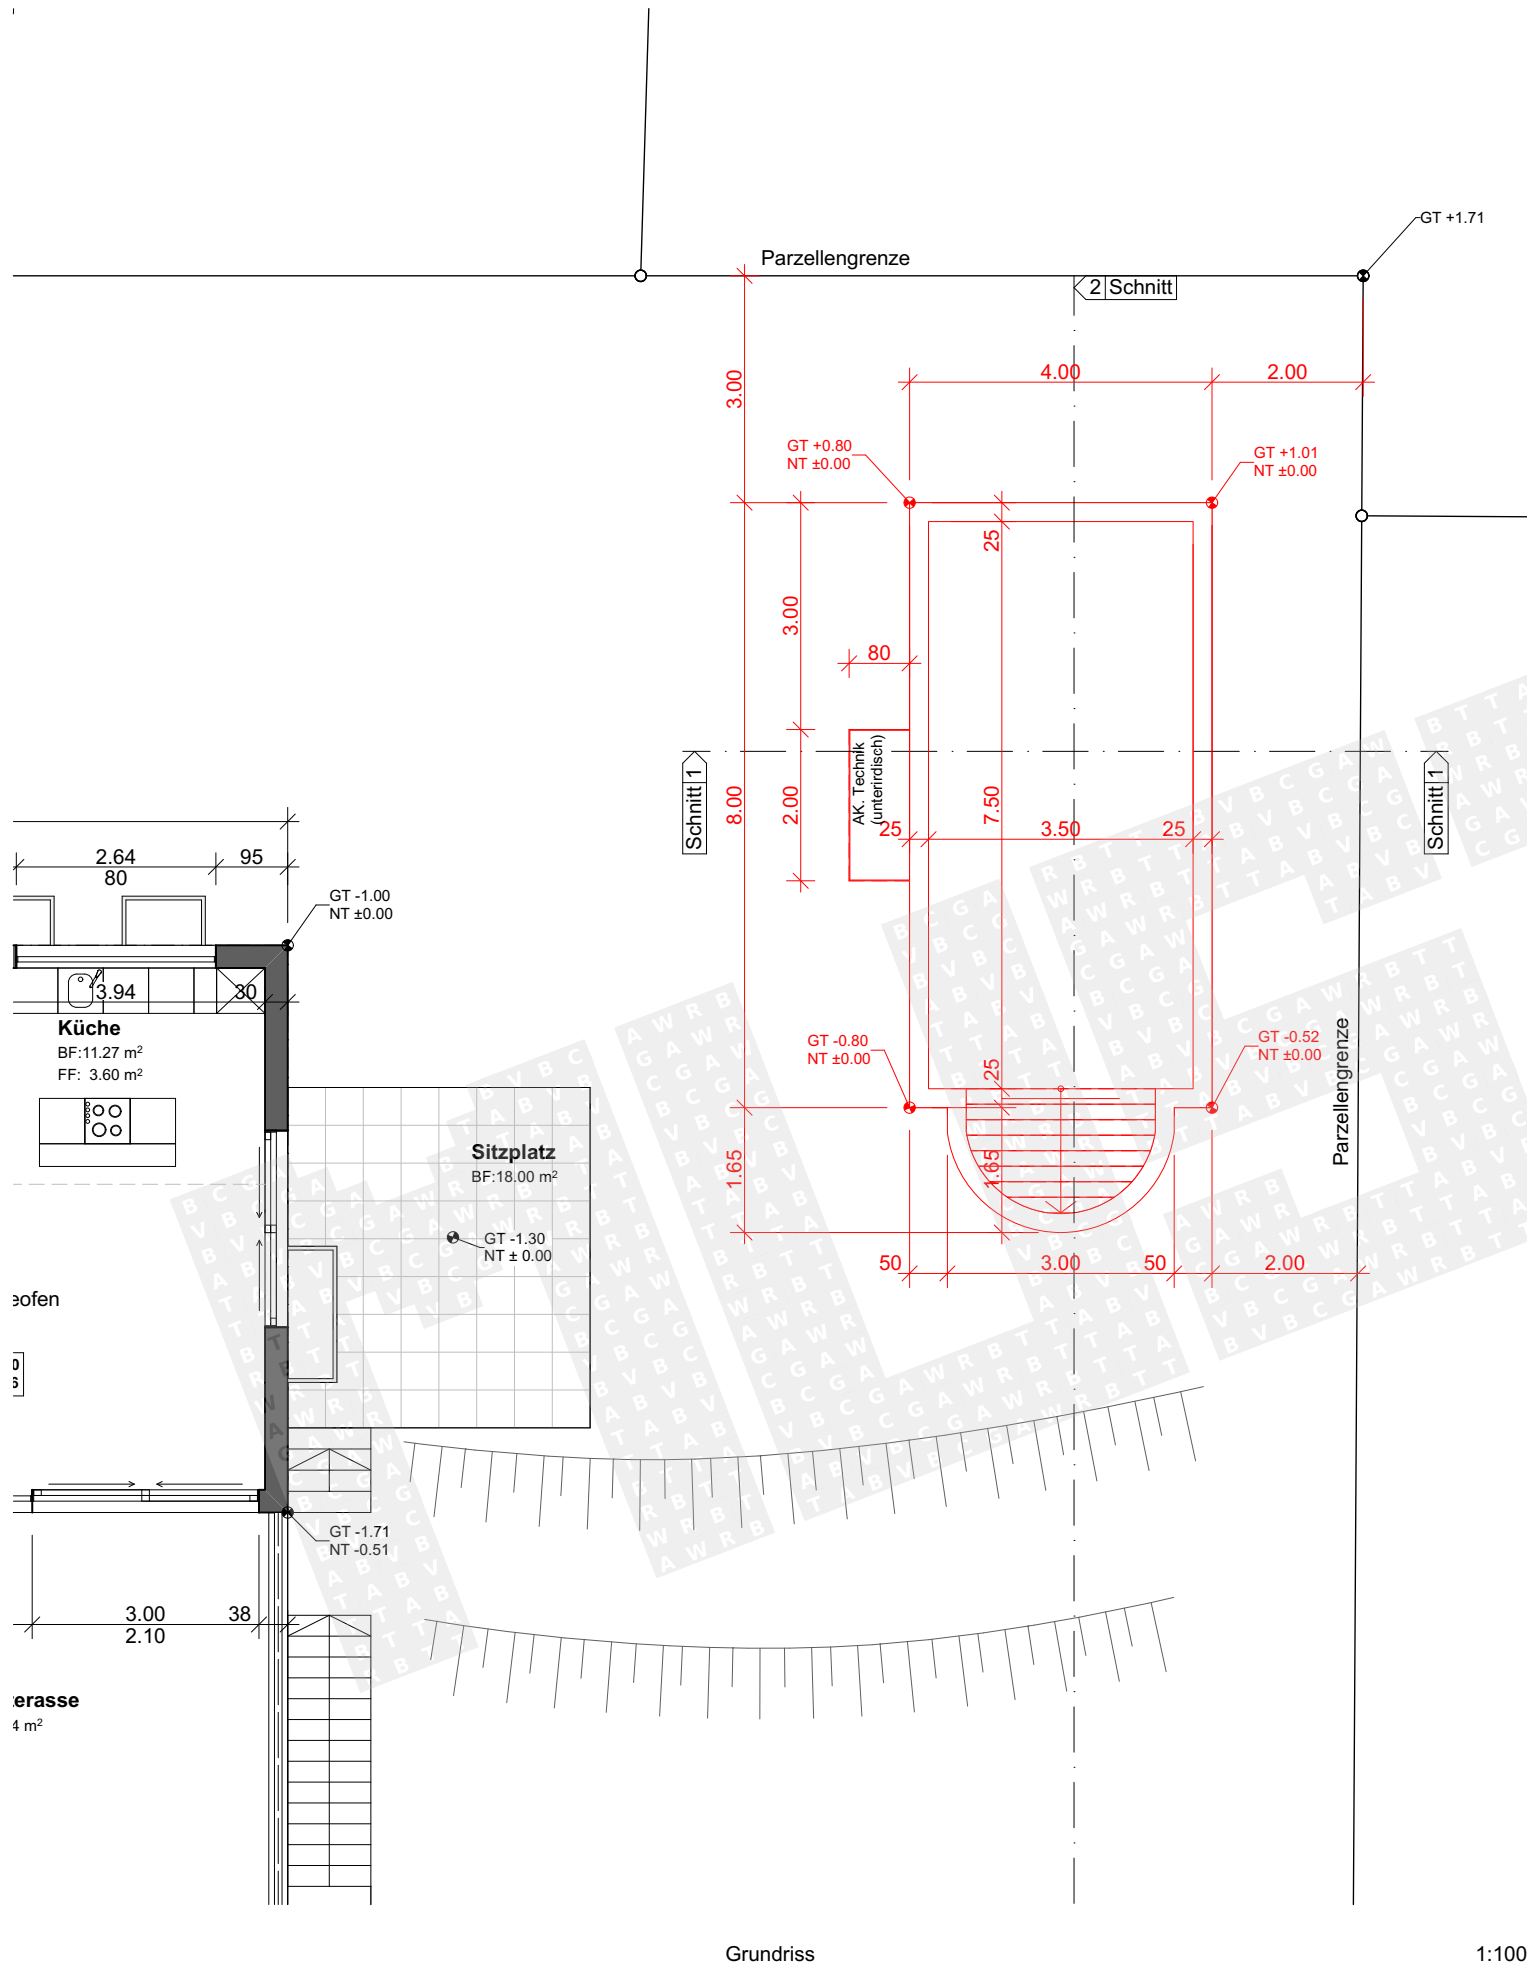 GT +1.71
Parzellengrenze
2 Schnitt
4.00
2.00
3.00
GT +0.80
NT ±0.00
GT +1.01
NT ±0.00
25
3.00
80
AK. Technik
(unterirdisch)
Schnitt 1
Schnitt 1
8.00
2.00
7.50
25
3.50
25
2.64
95
80
GT -1.00
NT ±0.00
3.94
30
Küche
BF:11.27 m²
FF: 3.60 m²
GT -0.80
NT ±0.00
25
GT -0.52
NT ±0.00
Parzellengrenze
Sitzplatz
BF:18.00 m²
1.65
1.65
GT -1.30
NT ± 0.00
50
3.00
50
2.00
eofen
GT -1.71
NT -0.51
3.00
38
2.10
erasse
4 m²
Grundriss
1:100